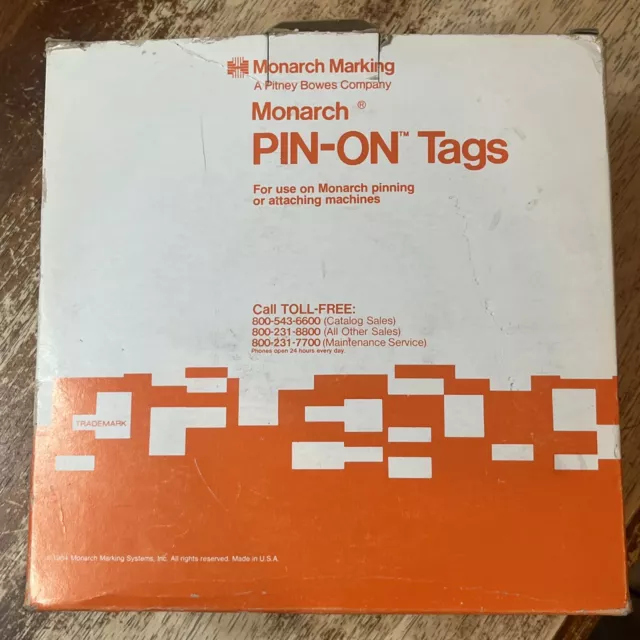 Monarch Marking
A Pitney Bowes Company
Monarch ®
PIN-ON™ Tags
For use on Monarch pinning
or attaching machines
Call TOLL-FREE:
800-543-6600 (Catalog Sales)
800-231-8800 (All Other Sales)
800-231-7700 (Maintenance Service)
Phones open 24 hours every day.
TRADEMARK
Monarch Marking Systems, Inc. All rights reserved. Made in U.S.A.